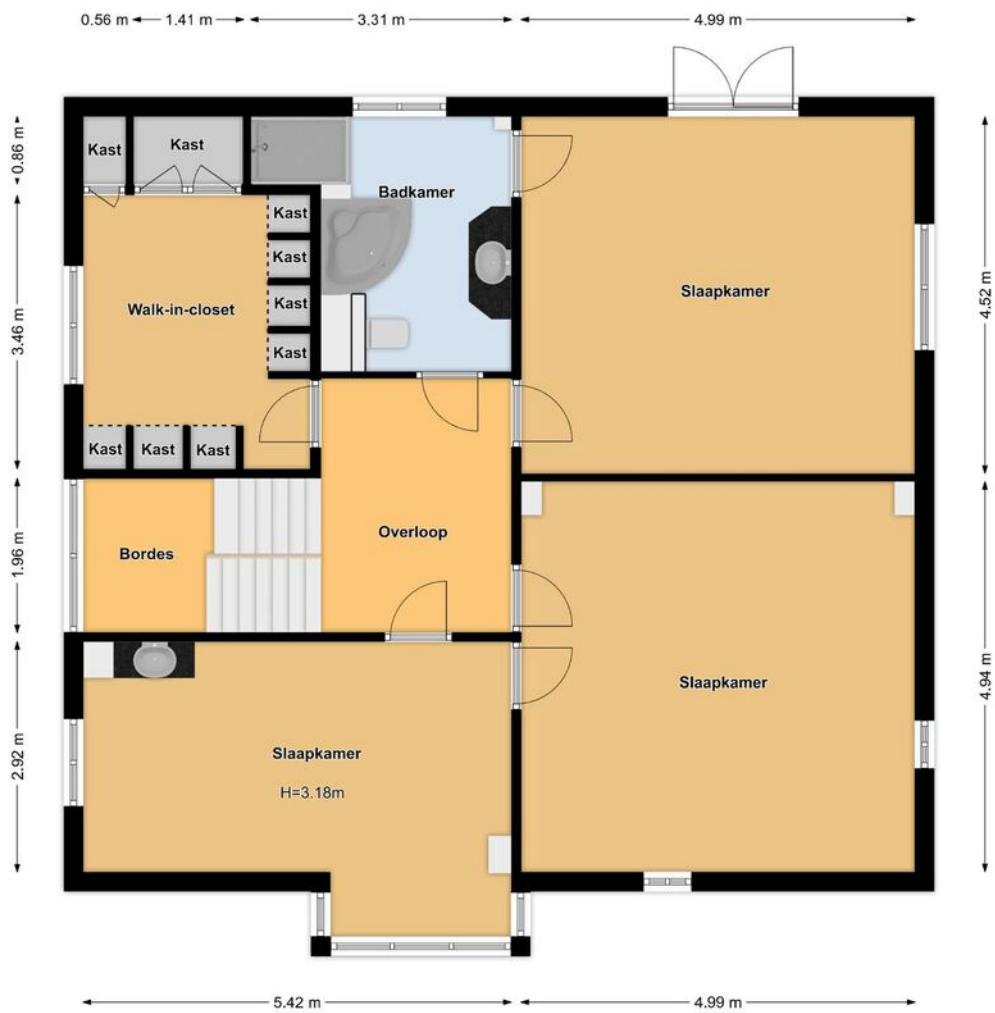 0.56 m
1.41 m
3.31 m
4.99 m
0.86 m
Kast
Kast
Badkamer
Kast
Kast
Kast
Kast
Walk-in-closet
Slaapkamer
3.46 m
4.52 m
Kast
Kast
Kast
Overloop
Bordes
1.96 m
Slaapkamer
4.94 m
Slaapkamer
H=3.18m
2.92 m
5.42 m
4.99 m